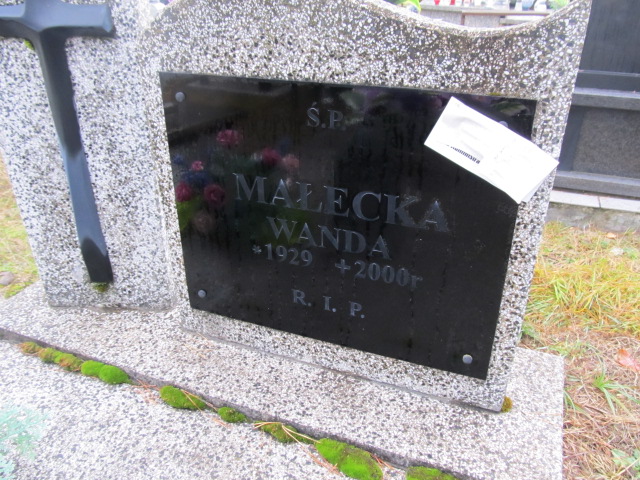 Ś.P.
MAŁECKA
WANDA
*1929 +2000r
R. I. P.